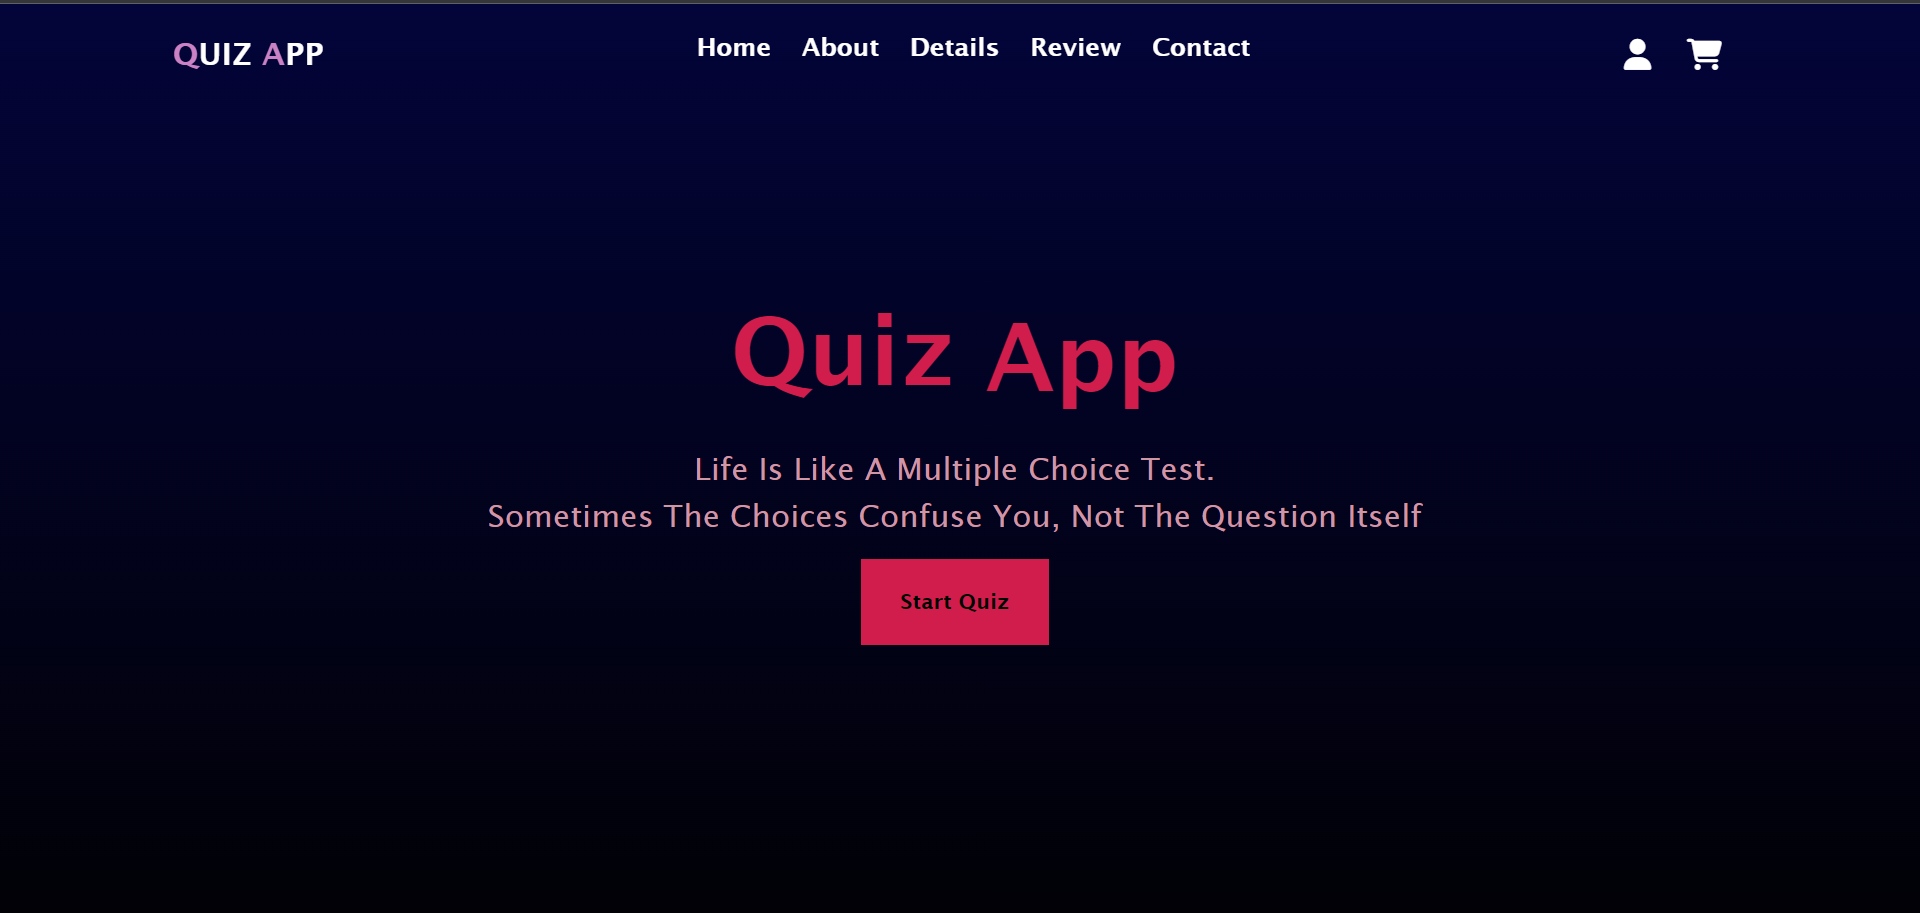 QUIZ APP
Home About Details Review Contact
Quiz App
Life Is Like A Multiple Choice Test.
Sometimes The Choices Confuse You, Not The Question Itself
Start Quiz